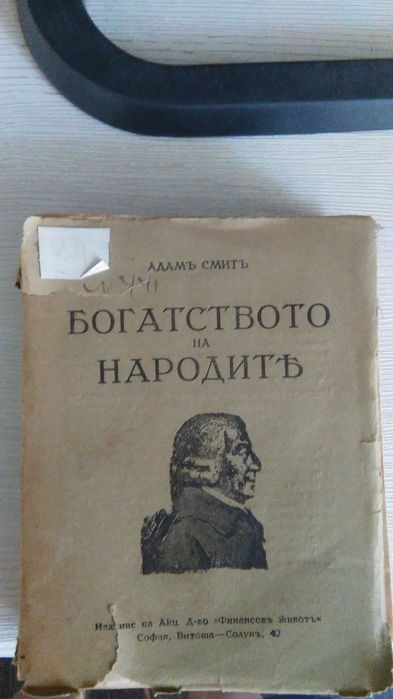 АДАМЪ СМИТЪ
БОГАТСТВОТО
НА
НАРОДИТѢ
Издание на Акц. Д-во »Финансовъ животъ«
София, Витоша—Солунъ, 42